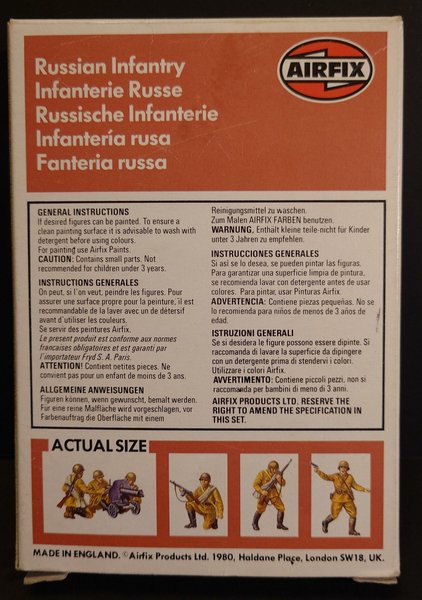 AIRFIX
Russian Infantry
Infanterie Russe
Russische Infanterie
Infantería rusa
Fanteria russa
GENERAL INSTRUCTIONS
If desired figures can be painted. To ensure a
clean painting surface it is advisable to wash with
detergent before using colours.
For painting use Airfix Paints.
CAUTION: Contains small parts. Not
recommended for children under 3 years.
INSTRUCTIONS GENERALES
On peut, si l'on veut, peindre les figures. Pour
assurer une surface propre pour la peinture, il est
recommandable de la laver avec un de détersif
avant d'utiliser les couleurs.
Se servir des peintures Airfix.
Le present produit est conforme aux normes
francaises obligatoires et est garanti par
l'importateur Fryd S. A. Paris.
ATTENTION! Contient petites pieces. Ne
convient pas pour un enfant de moins de 3 ans.
ALLGEMEINE ANWEISUNGEN
Figuren können, wenn gewunscht, bemalt werden.
Für eine reine Malfläche wird vorgeschlagen, vor
Farbenauftrag die Oberfläche mit einem
Reinigungsmittel zu waschen.
Zum Malen AIRFIX FARBEN benutzen.
WARNUNG, Enthält kleine teile-nicht für Kinder
unter 3 Jahren zu empfehlen.
INSTRUCCIONES GENERALES
Si asi se lo desea, se pueden pintar las figuras.
Para garantizar una superficie limpia de pintura,
se recomienda lavar con detergente antes de usar
colores. Para pintar, usar Pinturas Airfix.
ADVERTENCIA: Contiene piezas pequeñas. No se
lo recomienda para niños de menos de 3 años de
edad.
ISTRUZIONI GENERALI
Se si desidera le figure possono essere dipinte. Si
raccomanda di lavare la superficie da dipingere
con un detergente prima di stendervi i colori.
Utilizzare i colori Airfix.
AVVERTIMENTO: Contiene piccoli pezzi, non si
raccomanda per bambini di meno di 3 anni.
AIRFIX PRODUCTS LTD. RESERVE THE
RIGHT TO AMEND THE SPECIFICATION IN
THIS SET.
ACTUAL SIZE
MADE IN ENGLAND. ©Airfix Products Ltd. 1980, Haldane Place, London SW18, UK.